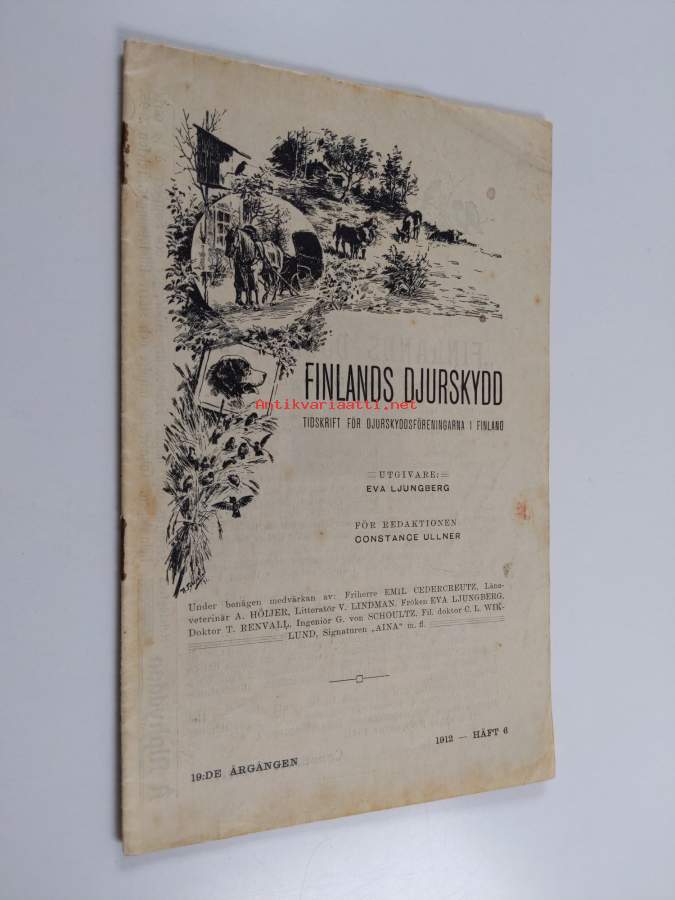 FINLANDS DJURSKYDD
Antikvariaatti.net
TIDSKRIFT FÖR DJURSKYDDSFÖRENINGARNA I FINLAND
UTGIVARE:
EVA LJUNGBERG
FÖR REDAKTIONEN
CONSTANCE ULLNER
Under benägen medvärkan av: Friherre EMIL CEDERCREUTZ, Läns-
veterinär A. HÖIJER, Litteratör V. LINDMAN, Fröken EVA LJUNGBERG,
Doktor T. RENVALL, Ingeniör G. von SCHOULTZ, Fil. doktor C. L. WIK-
LUND, Signaturen „AINA" m. fl.
19:DE ÅRGÅNGEN
1912 — HÄFT 6